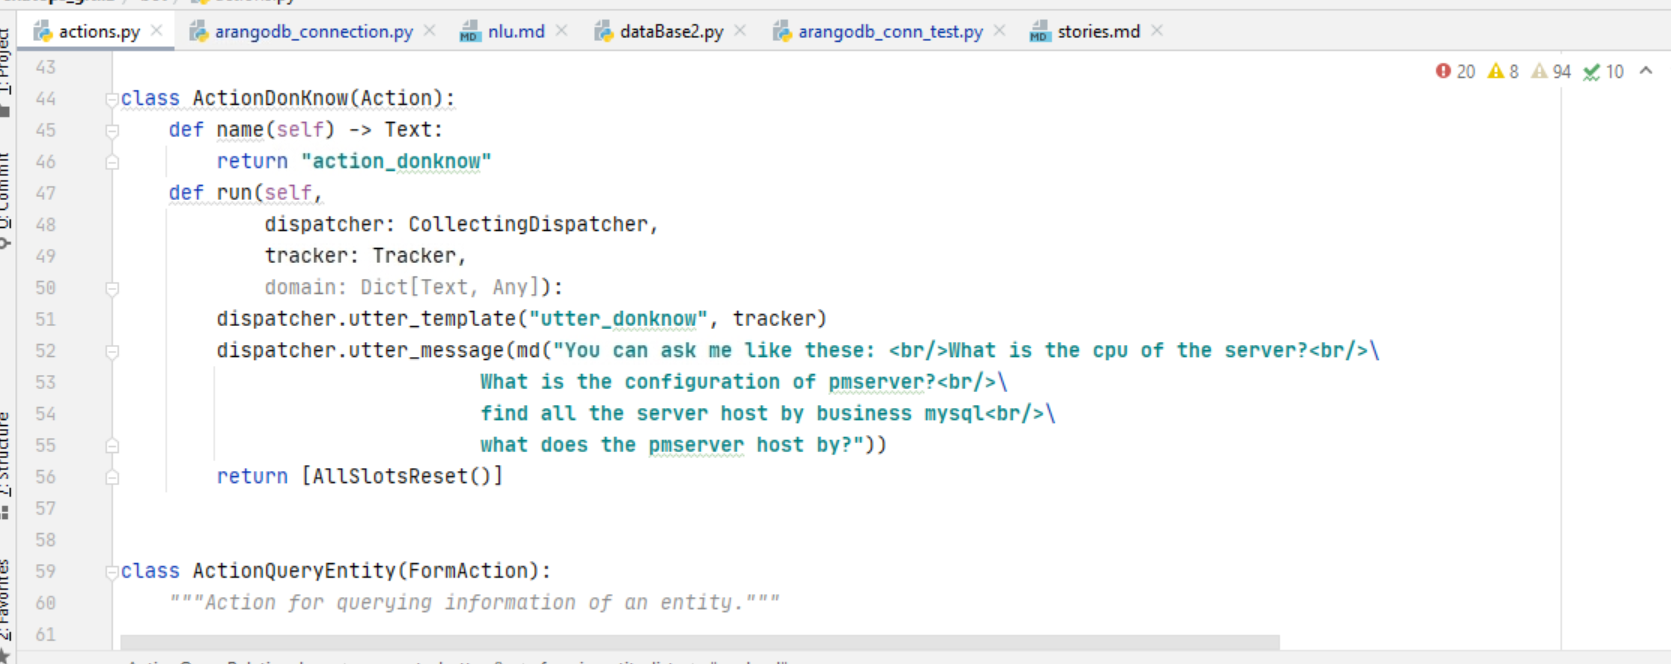 actions.py arangodb_connection.py nlu.md dataBase2.py arangodb_conn_test.py stories.md
20 8 94 10
43
44 class ActionDonKnow(Action):
45 def name(self) -> Text:
46 return "action_donknow"
47 def run(self,
48 dispatcher: CollectingDispatcher,
49 tracker: Tracker,
50 domain: Dict[Text, Any]):
51 dispatcher.utter_template("utter_donknow", tracker)
52 dispatcher.utter_message(md("You can ask me like these: <br/>What is the cpu of the server?<br/>\
53 What is the configuration of pmserver?<br/>\
54 find all the server host by business mysql<br/>\
55 what does the pmserver host by?"))
56 return [AllSlotsReset()]
57
58
59 class ActionQueryEntity(FormAction):
60 """Action for querying information of an entity."""
61
1: Project
0: Commit
7: Structure
2: Favorites